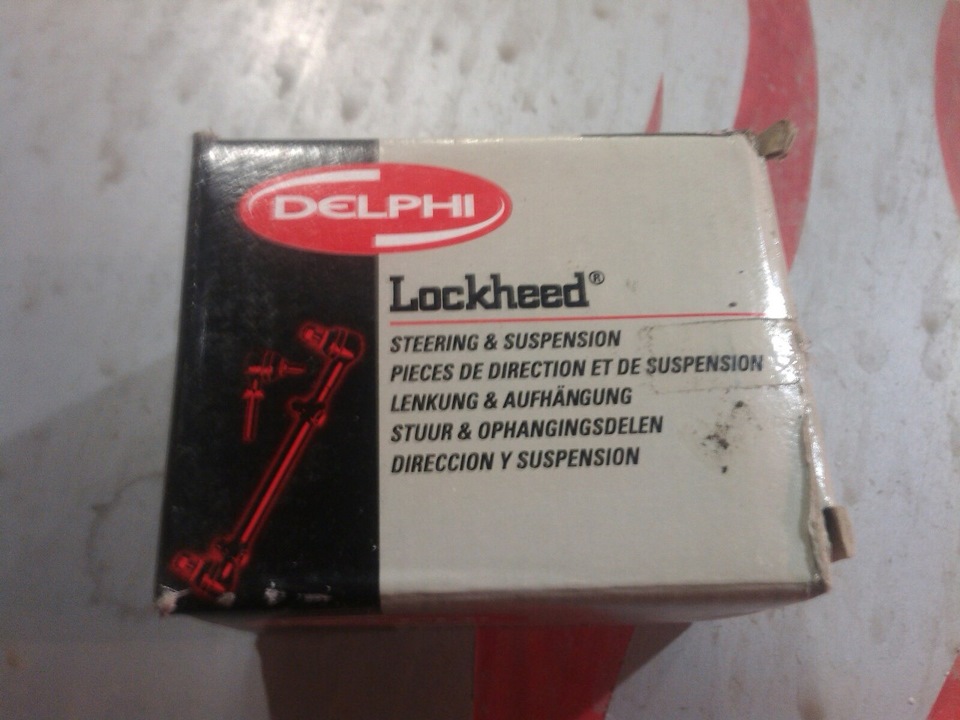 DELPHI
Lockheed®
STEERING & SUSPENSION
PIECES DE DIRECTION ET DE SUSPENSION
LENKUNG & AUFHÄNGUNG
STUUR & OPHANGINGSDELEN
DIRECCION Y SUSPENSION